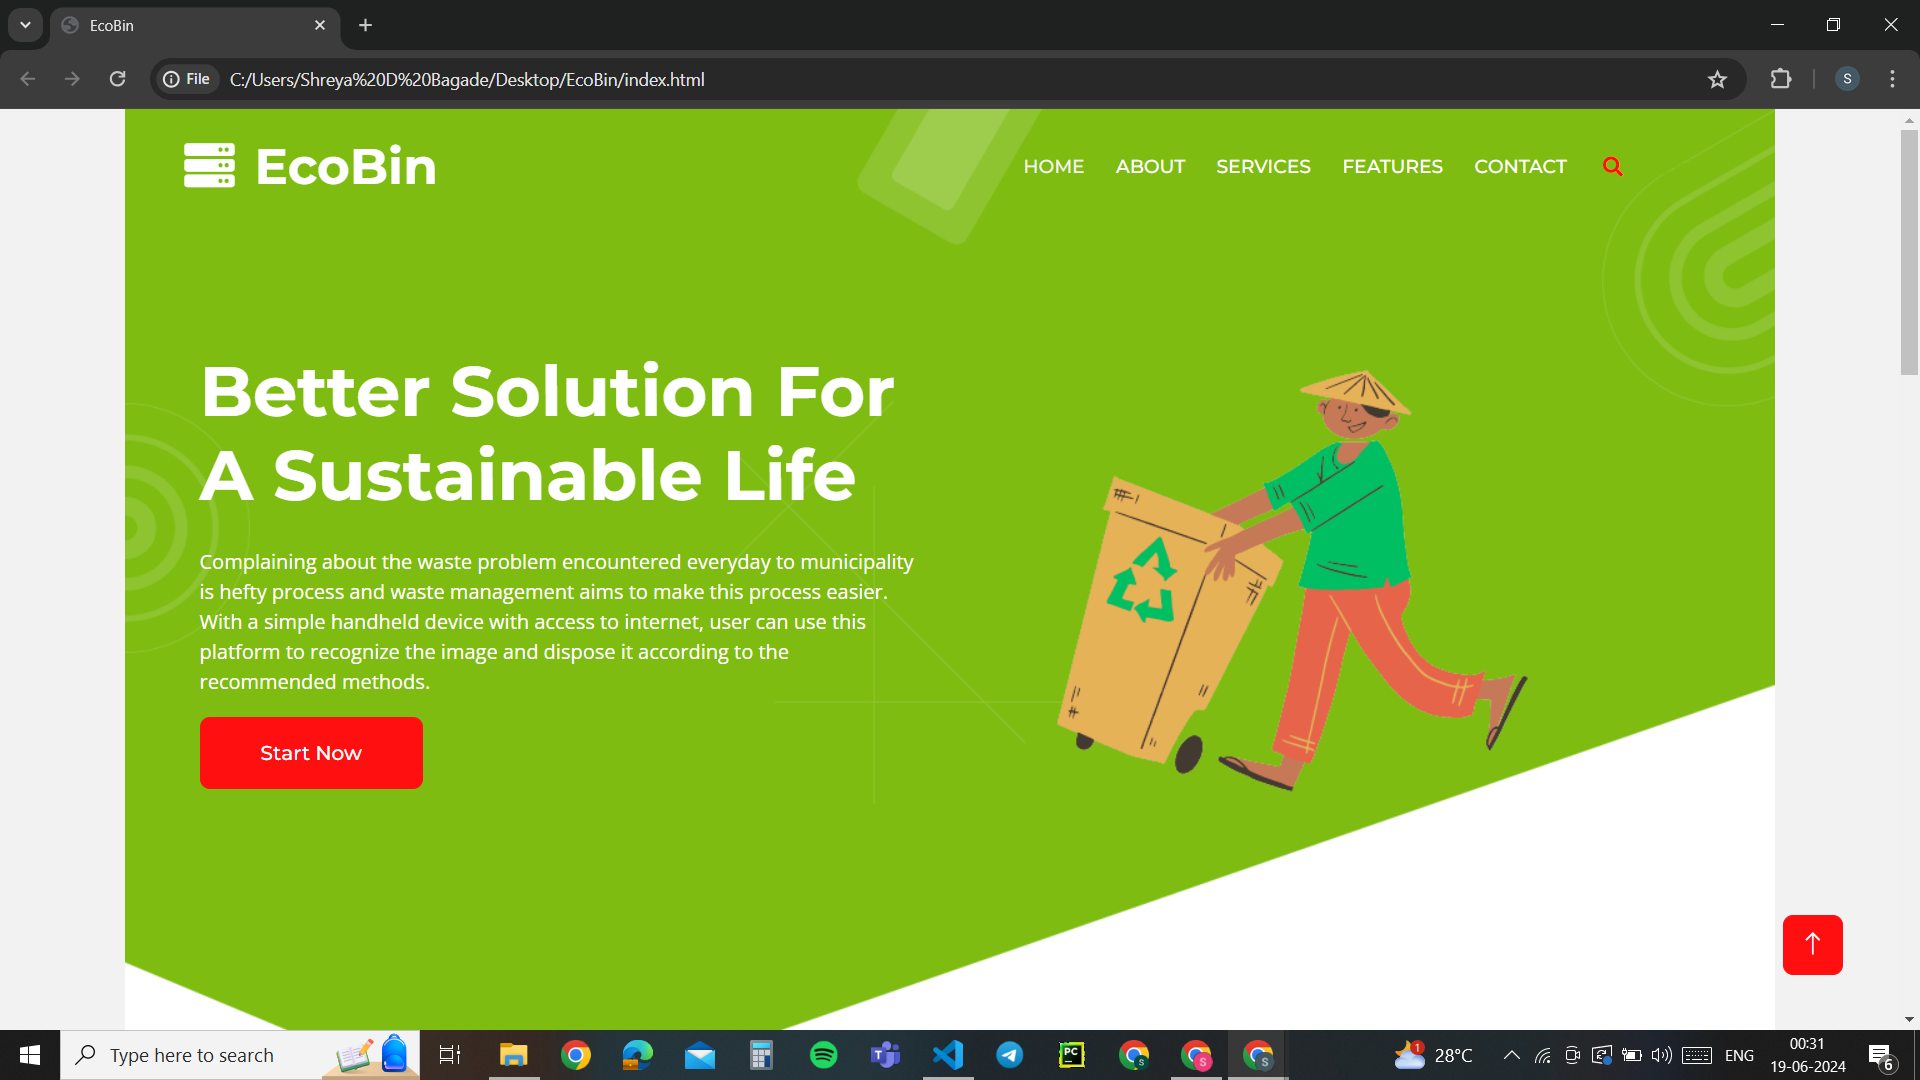 EcoBin
File
C:/Users/Shreya%20D%20Bagade/Desktop/EcoBin/index.html
S
EcoBin
HOME ABOUT SERVICES FEATURES CONTACT
Better Solution For
A Sustainable Life
Complaining about the waste problem encountered everyday to municipality
is hefty process and waste management aims to make this process easier.
With a simple handheld device with access to internet, user can use this
platform to recognize the image and dispose it according to the
recommended methods.
Start Now
Type here to search
T
PC
S
S
S
1
28°C
ENG
00:31
19-06-2024
6